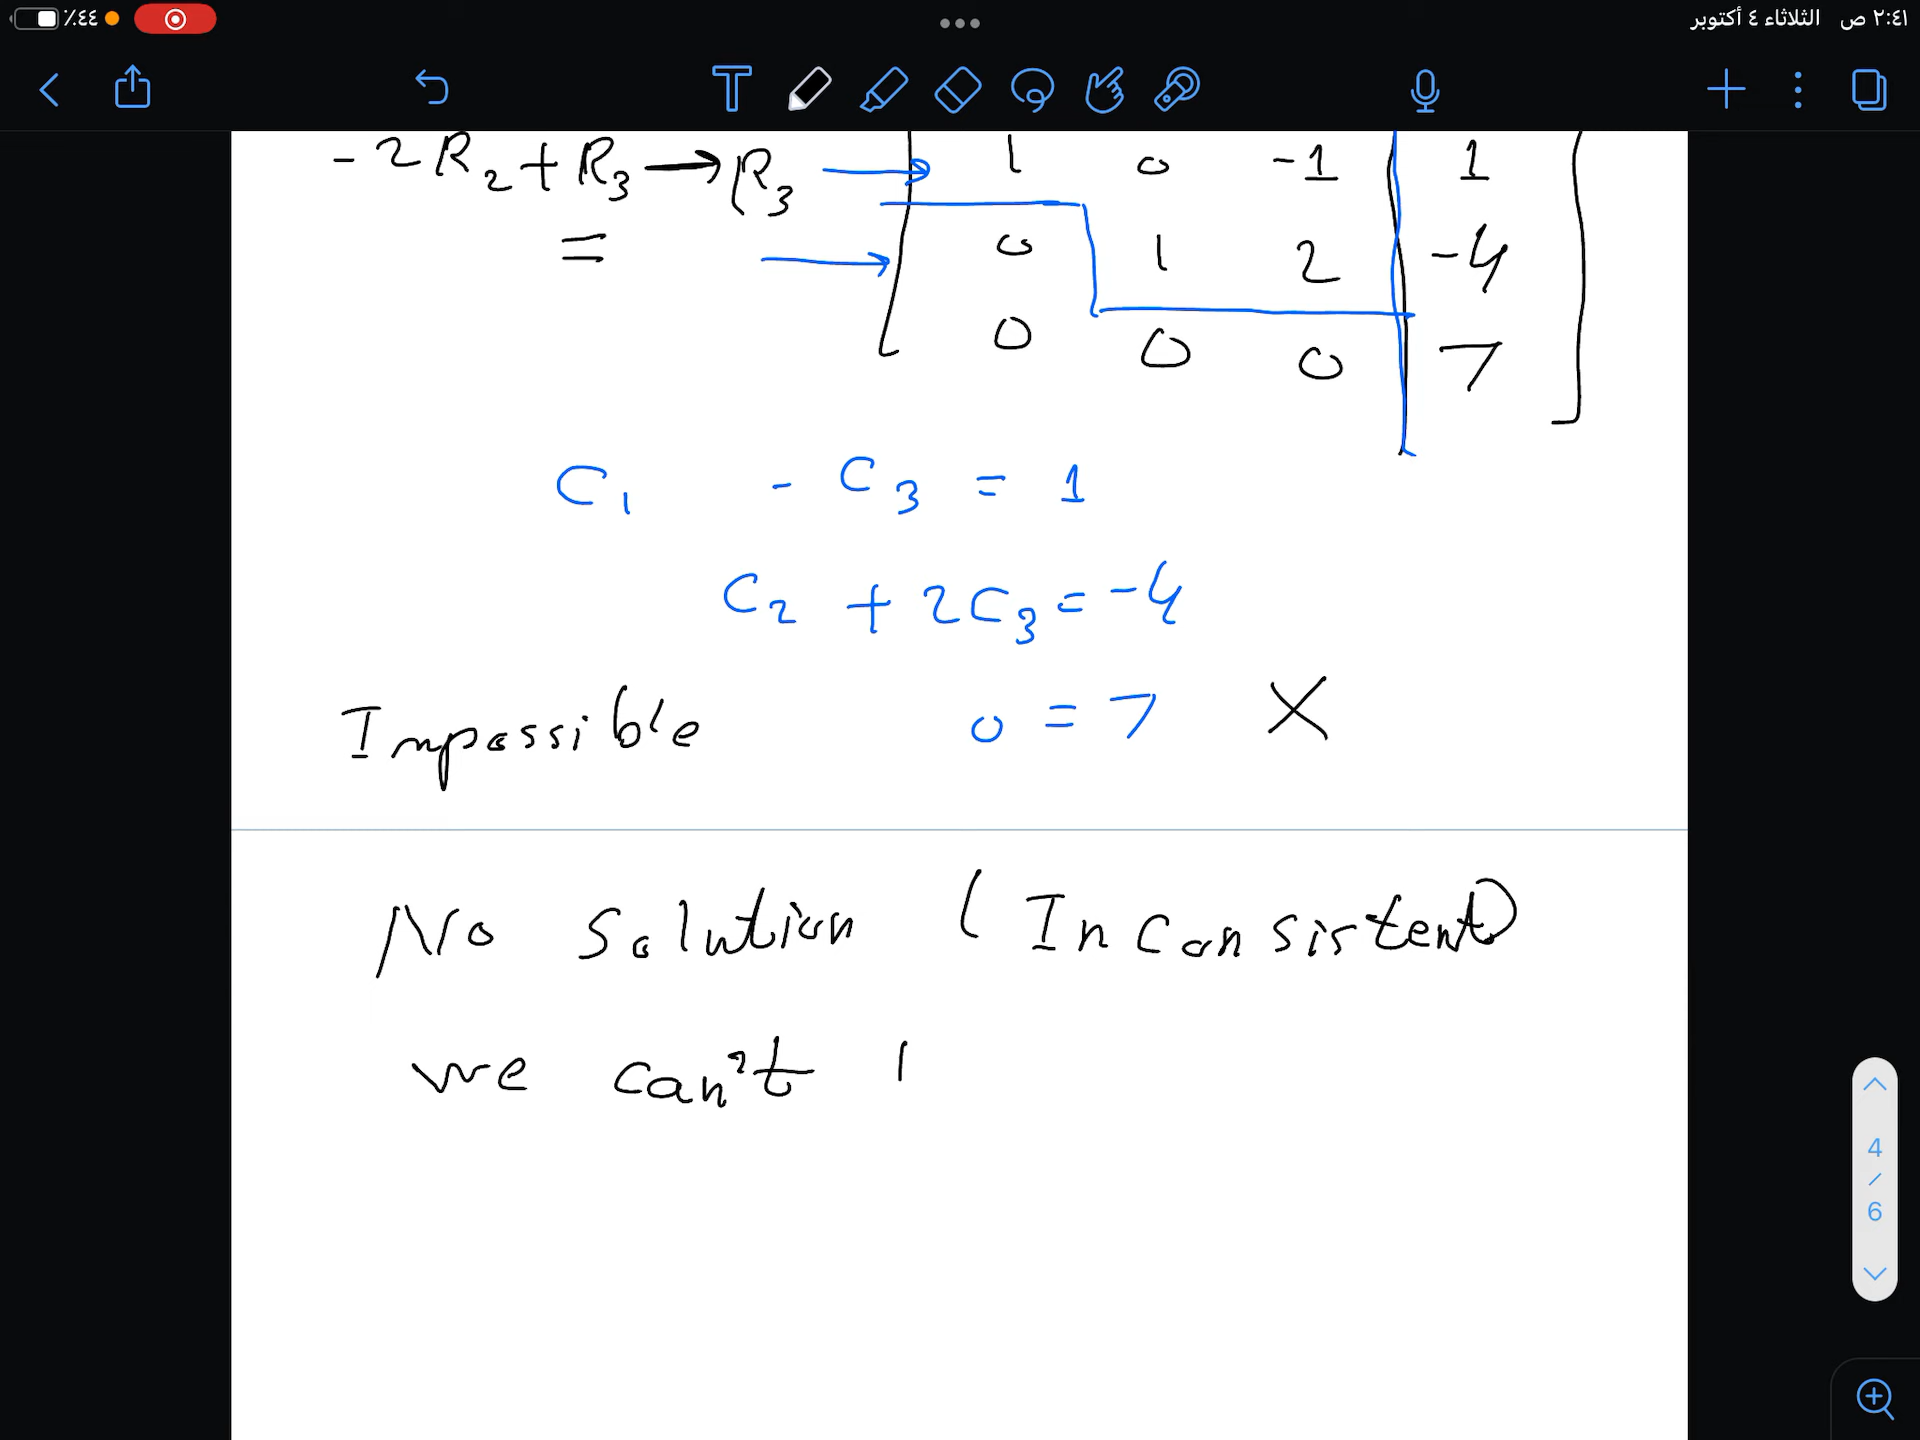 ٪٤٤
٢:٤١ ص الثلاثاء ٤ أكتوبر
T
-2R₂+R₃→R₃ → 1 0 -1 | 1
= → 0 1 2 | -4
0 0 0 | 7
C₁ - C₃ = 1
C₂ + 2C₃ = -4
Impossible 0 = 7 X
No Solution (InConsistent)
we can't
4
/
6